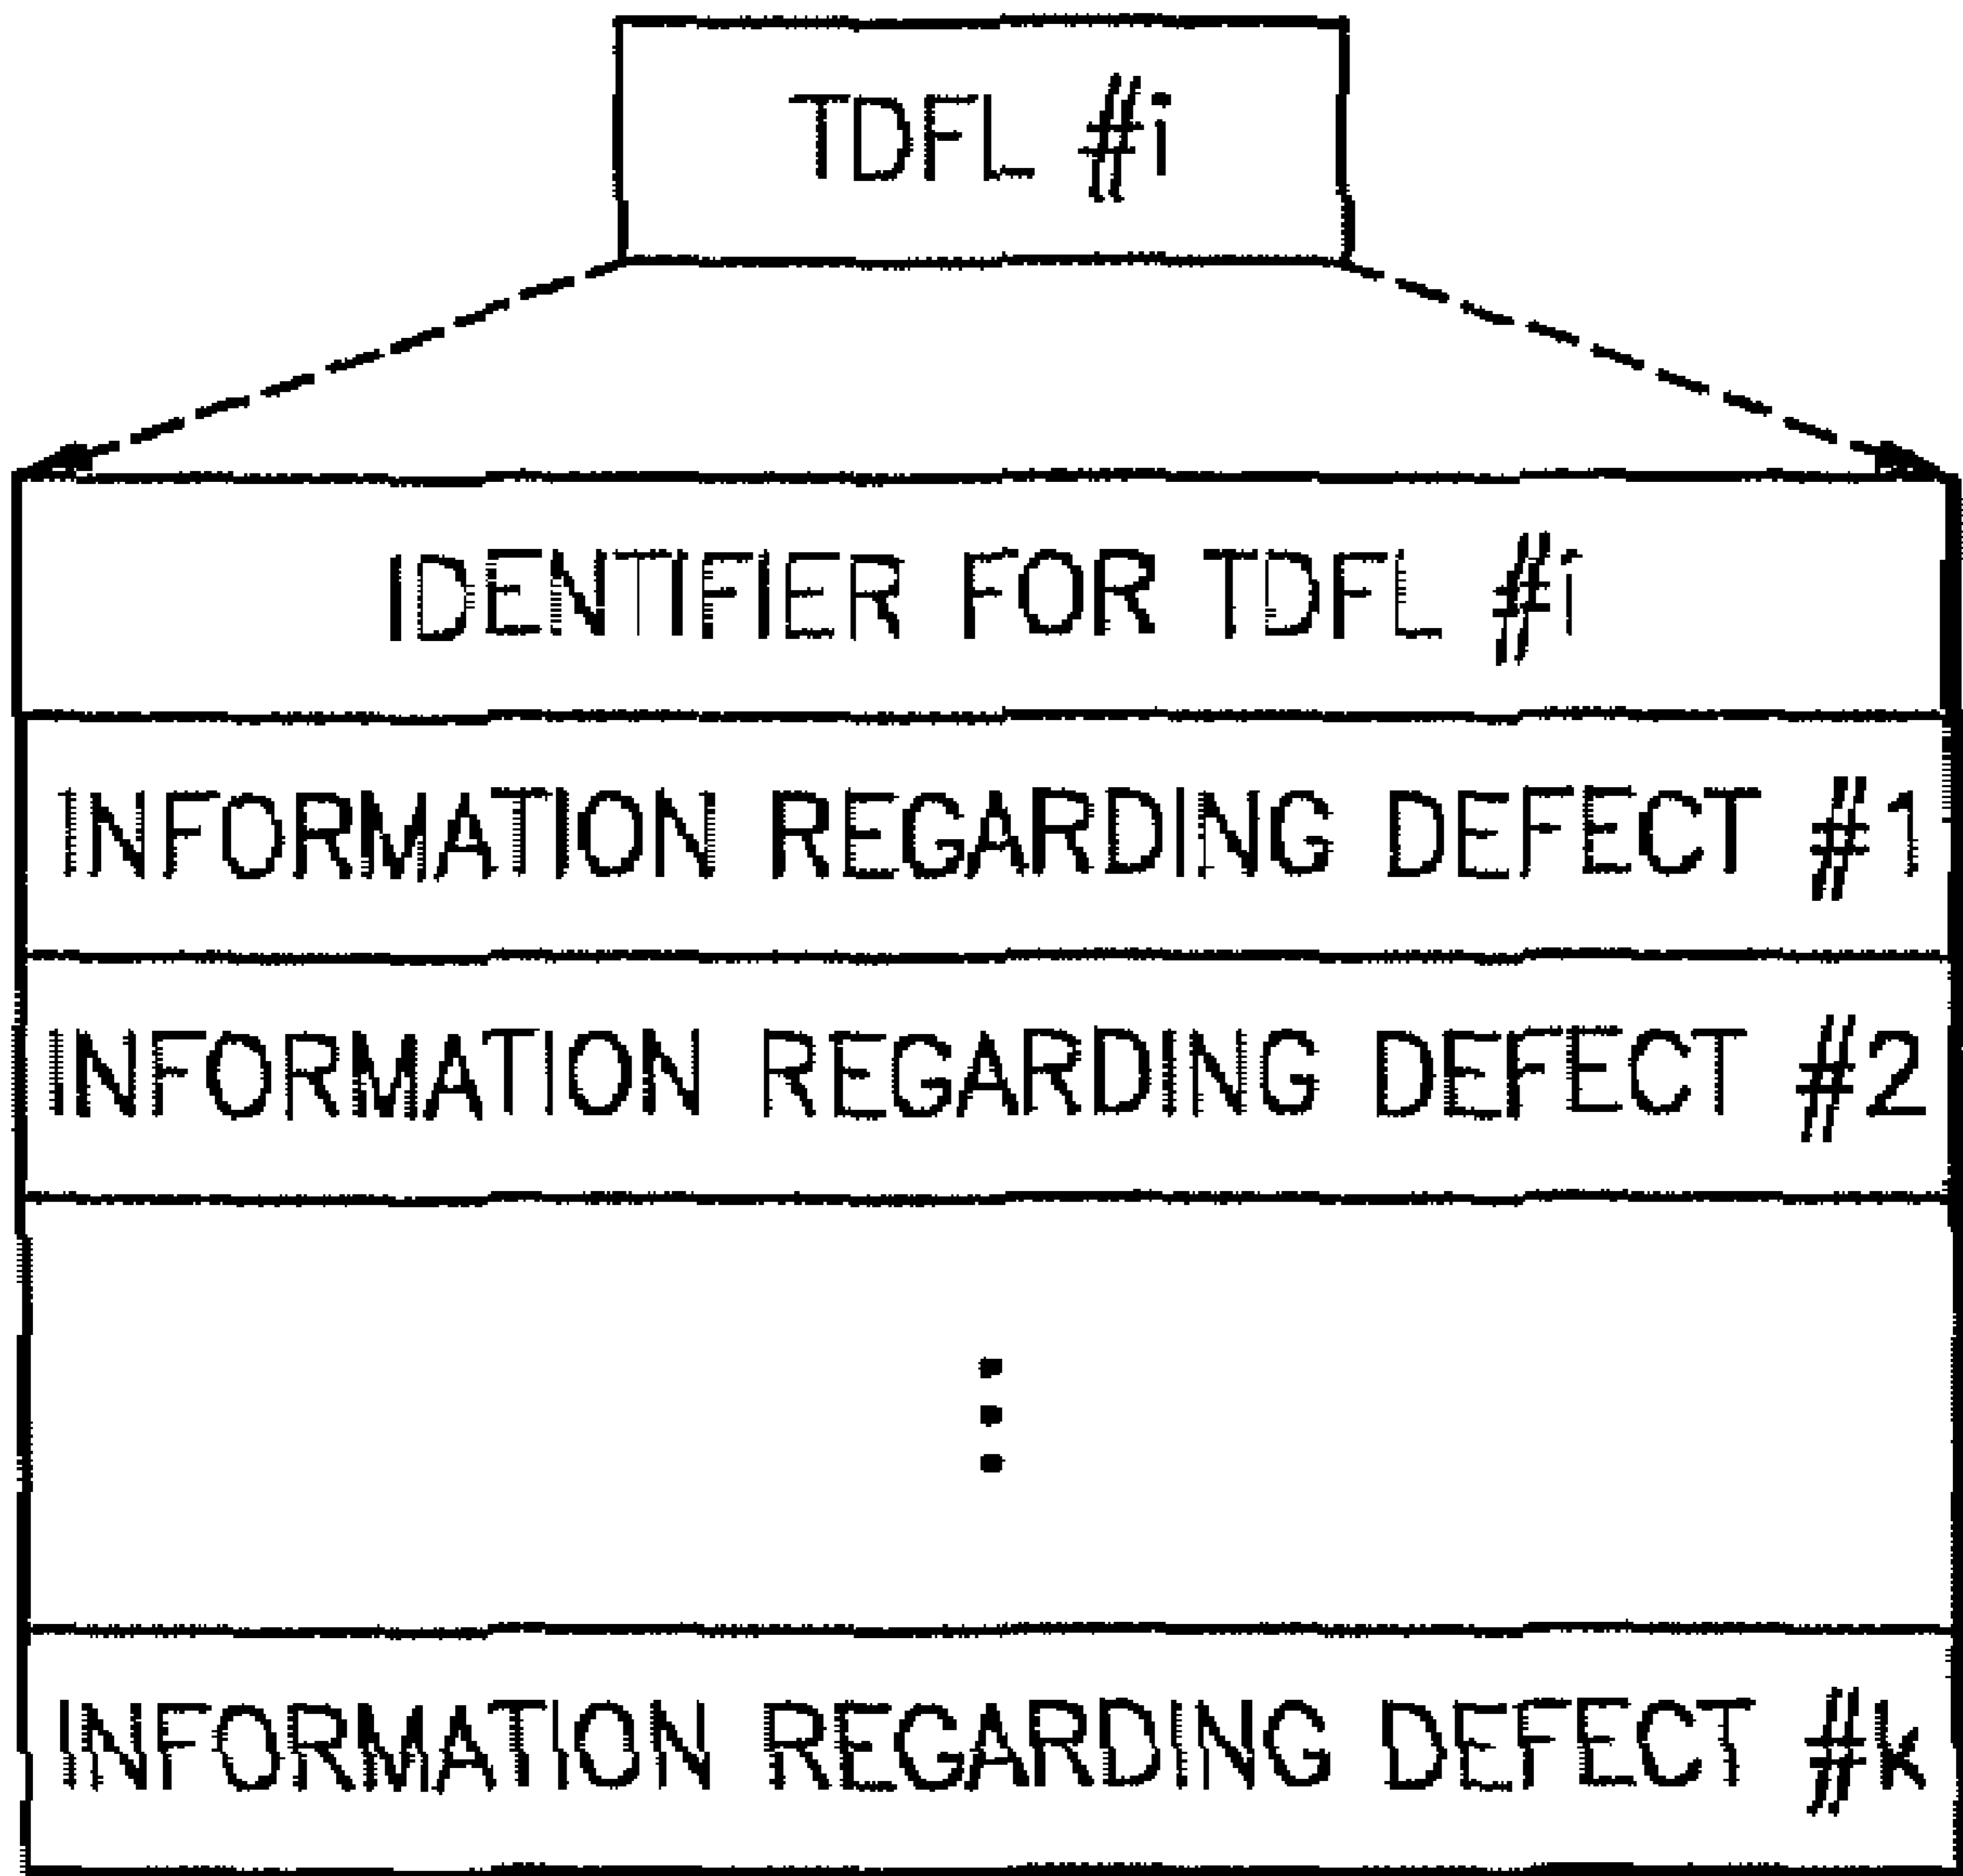 TDFL #i
IDENTIFIER FOR TDFL #i
INFORMATION REGARDING DEFECT #1
INFORMATION REGARDING DEFECT #2
⋮
INFORMATION REGARDING DEFECT #k